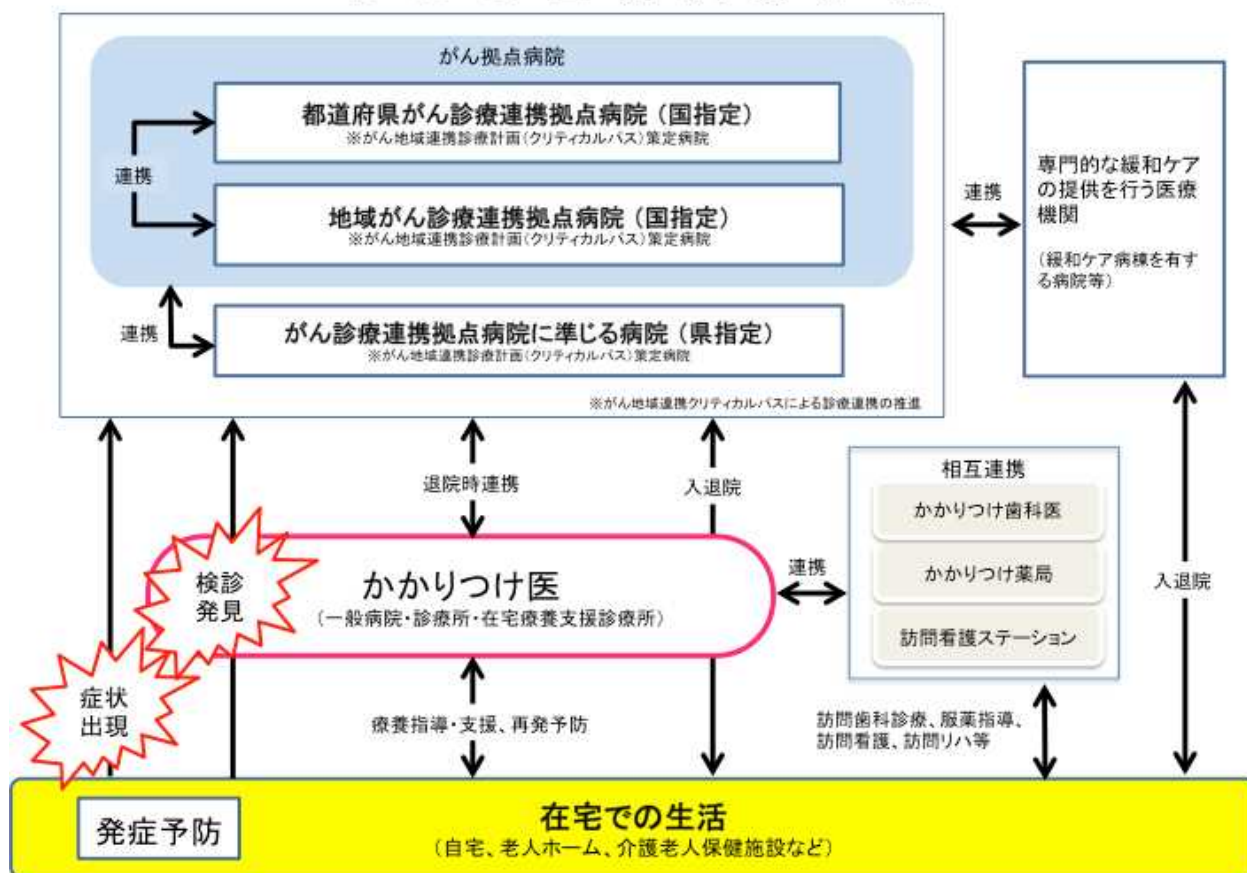 がん拠点病院
都道府県がん診療連携拠点病院（国指定）
※がん地域連携診療計画（クリティカルパス）策定病院
連携
地域がん診療連携拠点病院（国指定）
※がん地域連携診療計画（クリティカルパス）策定病院
連携
がん診療連携拠点病院に準じる病院（県指定）
※がん地域連携診療計画（クリティカルパス）策定病院
※がん地域連携クリティカルパスによる診療連携の推進
連携
専門的な緩和ケア
の提供を行う医療
機関
（緩和ケア病棟を有す
る病院等）
退院時連携
入退院
相互連携
かかりつけ歯科医
かかりつけ薬局
訪問看護ステーション
検診
発見
かかりつけ医
（一般病院・診療所・在宅療養支援診療所）
連携
入退院
症状
出現
療養指導・支援、再発予防
訪問歯科診療、服薬指導、
訪問看護、訪問リハ等
発症予防
在宅での生活
（自宅、老人ホーム、介護老人保健施設など）